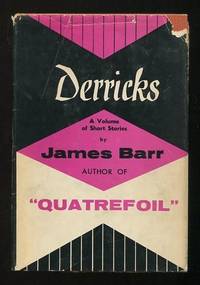 Derricks
A Volume
of Short Stories
by
James Barr
AUTHOR OF
"QUATREFOIL"